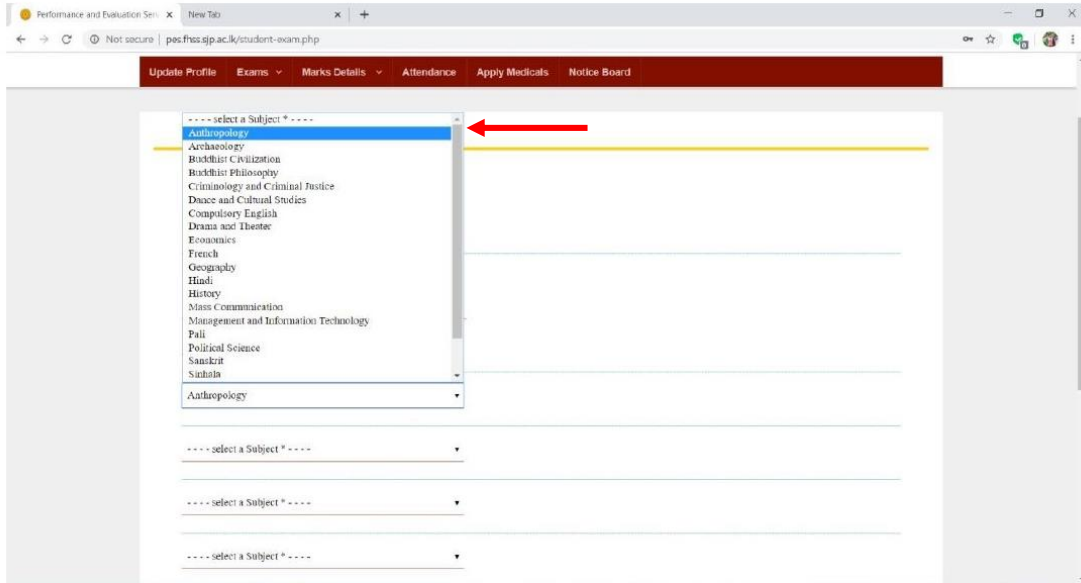 Performance and Evaluation Serv
New Tab
Not secure | pes.fhss.sjp.ac.lk/student-exam.php
Update Profile Exams Marks Details Attendance Apply Medicals Notice Board
- - - - select a Subject * - - - -
Anthropology
Archaeology
Buddhist Civilization
Buddhist Philosophy
Criminology and Criminal Justice
Dance and Cultural Studies
Compulsory English
Drama and Theater
Economics
French
Geography
Hindi
History
Mass Communication
Management and Information Technology
Pali
Political Science
Sanskrit
Sinhala
Anthropology
- - - - select a Subject * - - - -
- - - - select a Subject * - - - -
- - - - select a Subject * - - - -